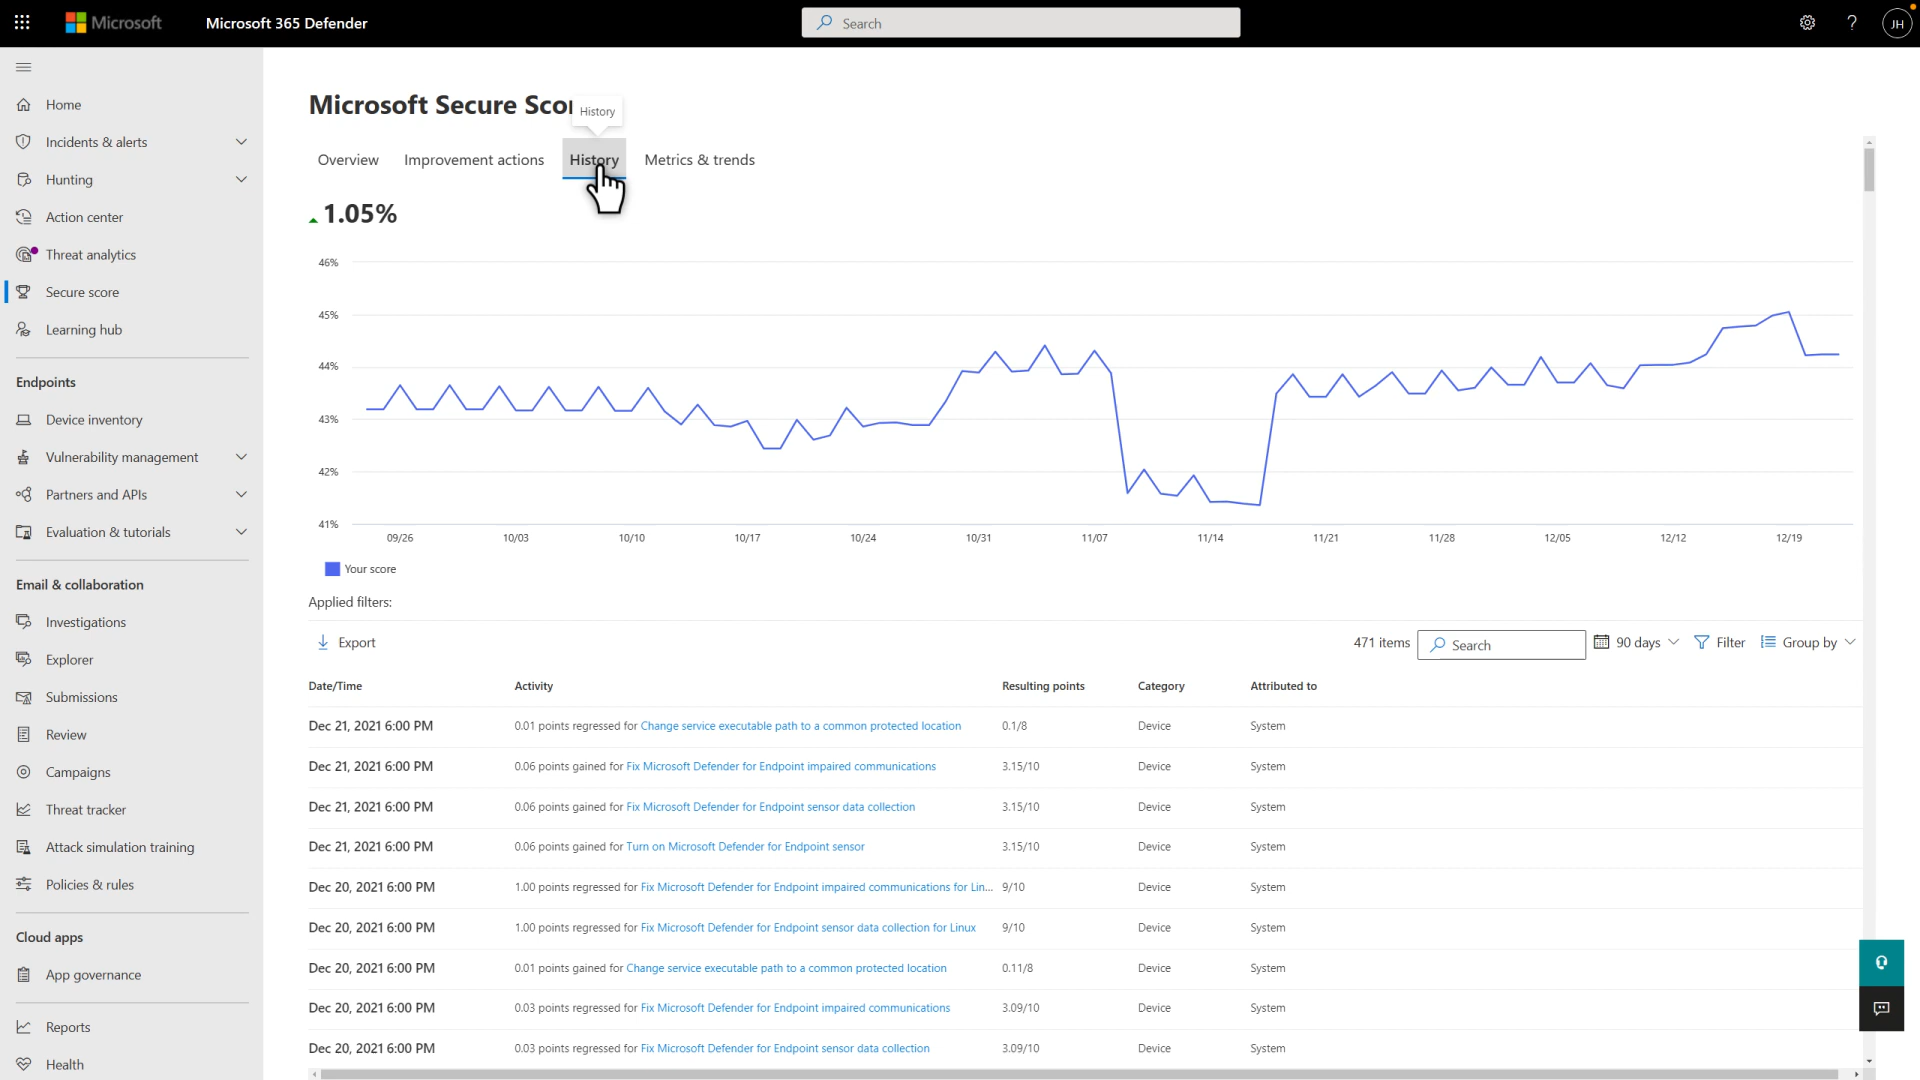 Microsoft
Microsoft 365 Defender
Search
?
JH
Home
Incidents & alerts
Hunting
Action center
Threat analytics
Secure score
Learning hub
Endpoints
Device inventory
Vulnerability management
Partners and APIs
Evaluation & tutorials
Email & collaboration
Investigations
Explorer
Submissions
Review
Campaigns
Threat tracker
Attack simulation training
Policies & rules
Cloud apps
App governance
Reports
Health
Microsoft Secure Scor
History
Overview Improvement actions History Metrics & trends
1.05%
46%
45%
44%
43%
42%
41%
09/26 10/03 10/10 10/17 10/24 10/31 11/07 11/14 11/21 11/28 12/05 12/12 12/19
Your score
Applied filters:
Export 471 items Search 90 days Filter Group by
Date/Time Activity Resulting points Category Attributed to
Dec 21, 2021 6:00 PM 0.01 points regressed for Change service executable path to a common protected location 0.1/8 Device System
Dec 21, 2021 6:00 PM 0.06 points gained for Fix Microsoft Defender for Endpoint impaired communications 3.15/10 Device System
Dec 21, 2021 6:00 PM 0.06 points gained for Fix Microsoft Defender for Endpoint sensor data collection 3.15/10 Device System
Dec 21, 2021 6:00 PM 0.06 points gained for Turn on Microsoft Defender for Endpoint sensor 3.15/10 Device System
Dec 20, 2021 6:00 PM 1.00 points regressed for Fix Microsoft Defender for Endpoint impaired communications for Lin... 9/10 Device System
Dec 20, 2021 6:00 PM 1.00 points regressed for Fix Microsoft Defender for Endpoint sensor data collection for Linux 9/10 Device System
Dec 20, 2021 6:00 PM 0.01 points gained for Change service executable path to a common protected location 0.11/8 Device System
Dec 20, 2021 6:00 PM 0.03 points regressed for Fix Microsoft Defender for Endpoint impaired communications 3.09/10 Device System
Dec 20, 2021 6:00 PM 0.03 points regressed for Fix Microsoft Defender for Endpoint sensor data collection 3.09/10 Device System